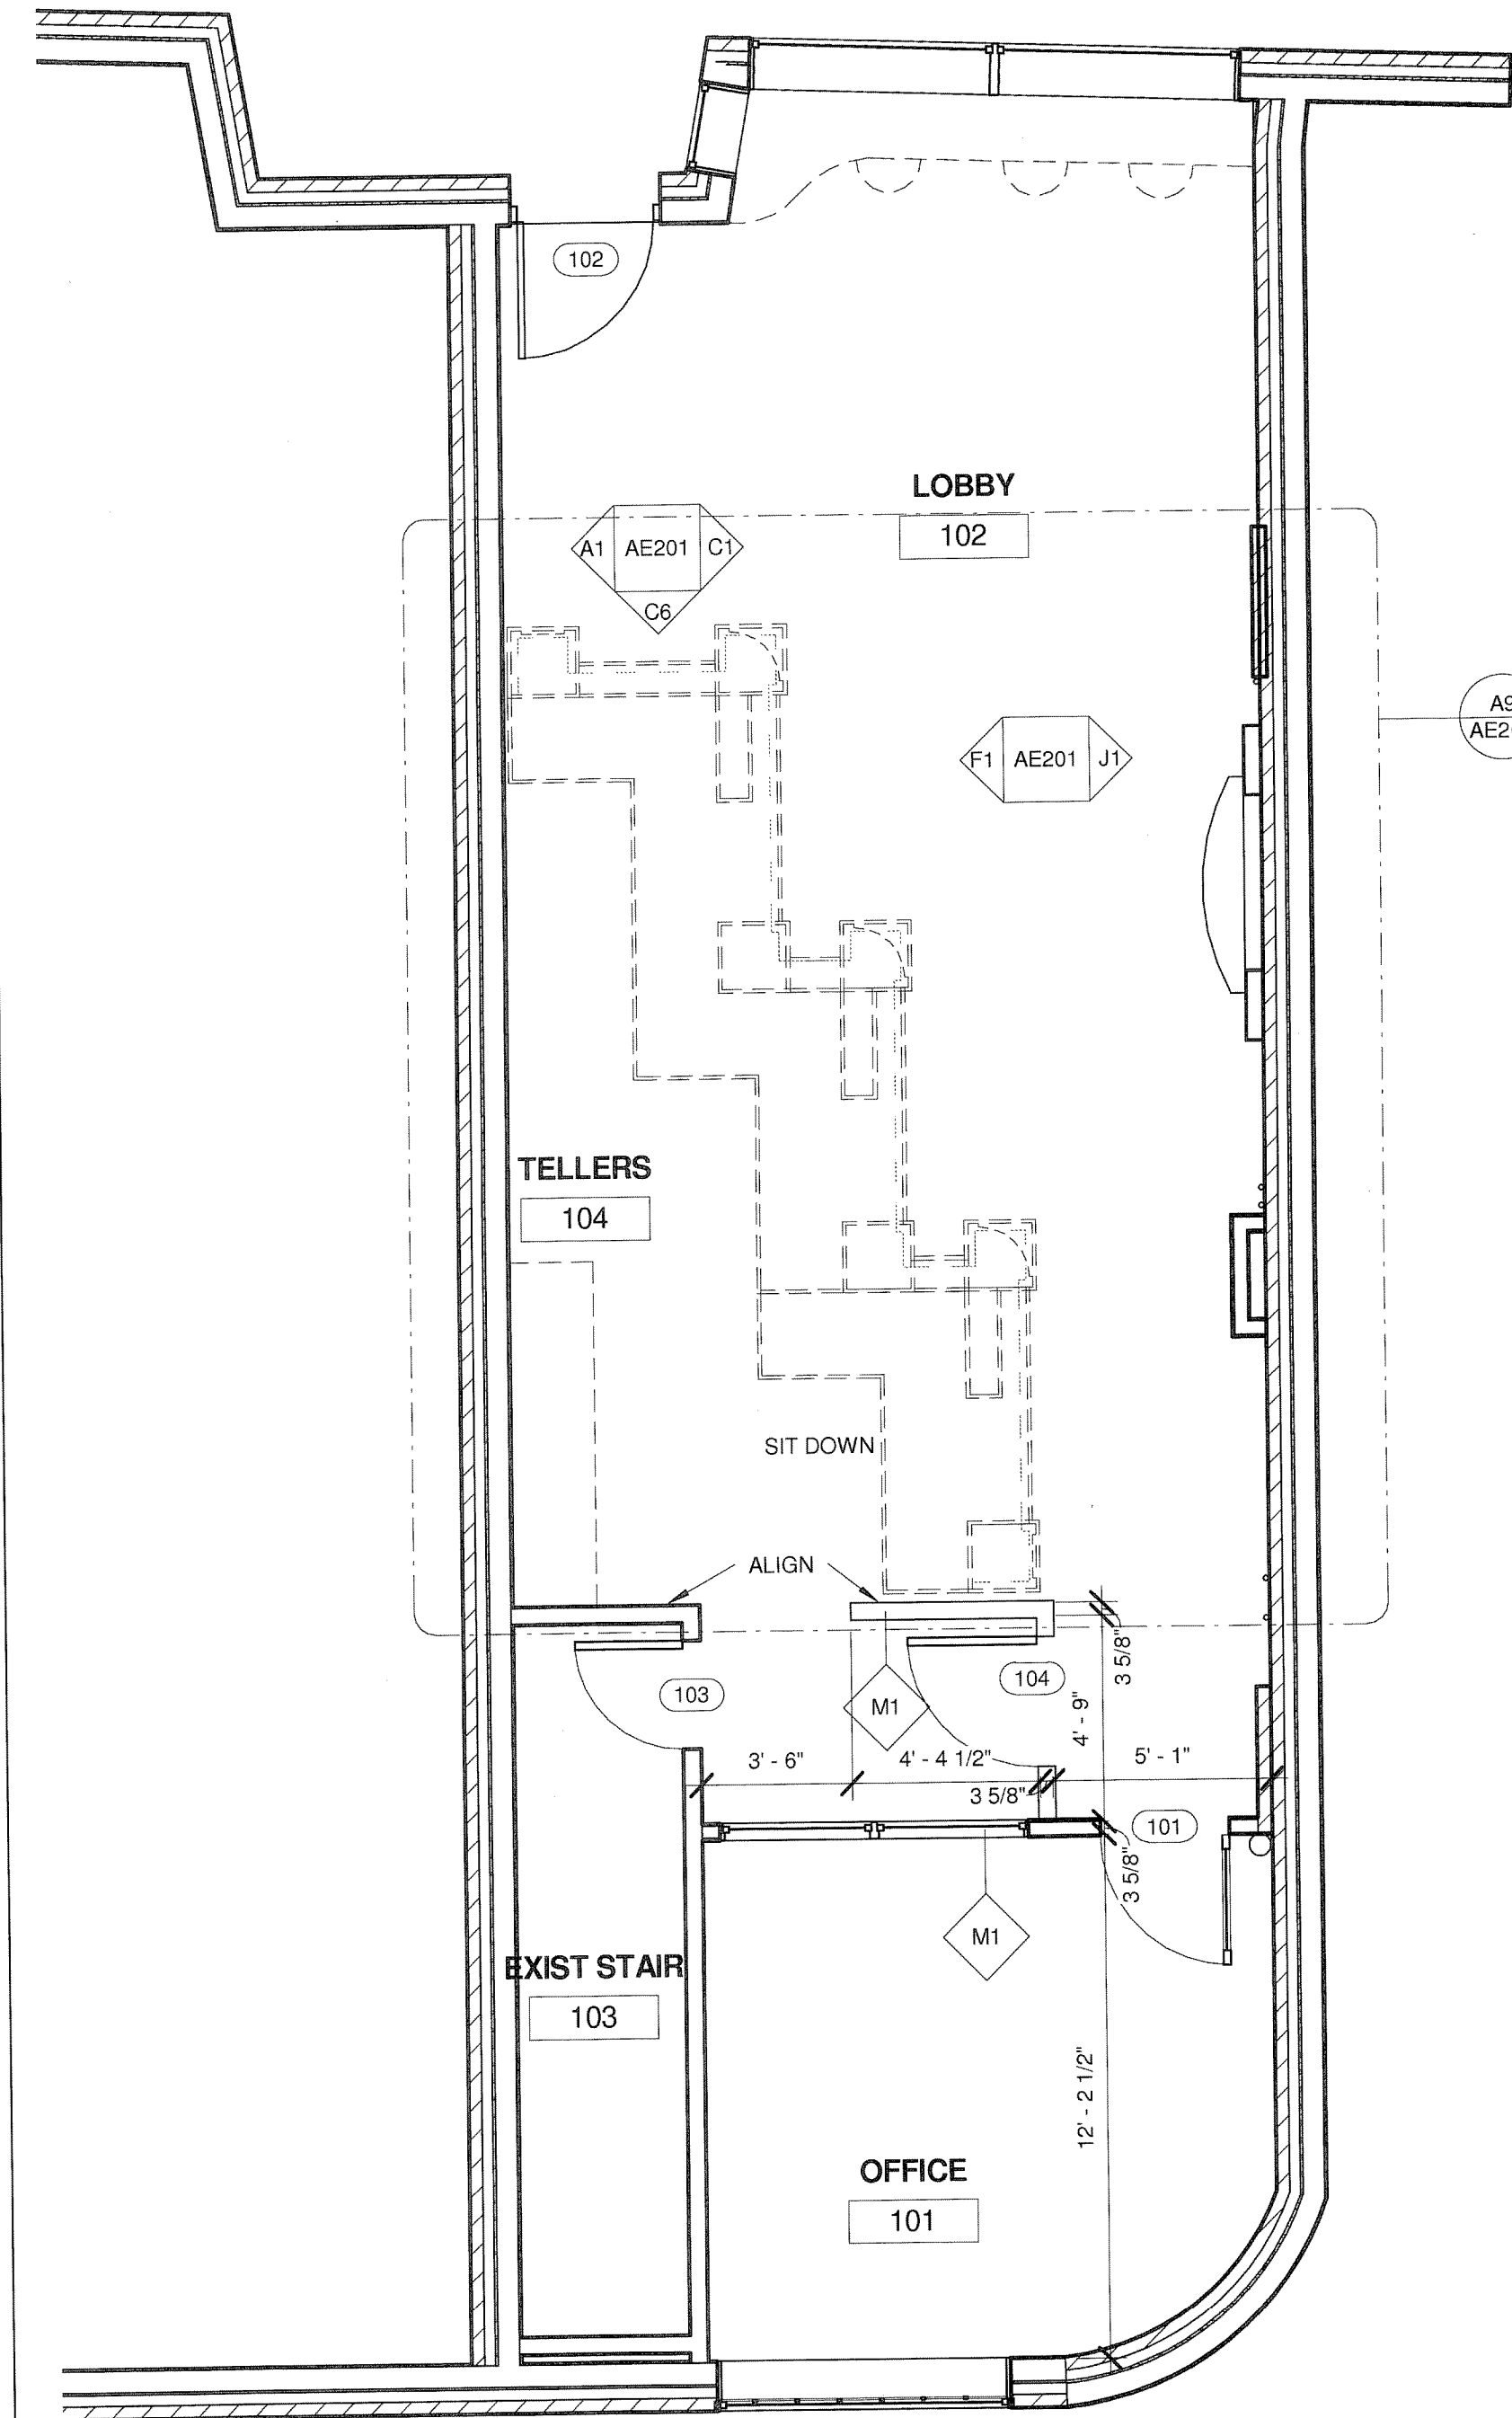 102
LOBBY
102
A1 AE201 C1
C6
A9
F1 AE201 J1
TELLERS
104
SIT DOWN
ALIGN
3 5/8"
104
103
M1
4' - 9"
3' - 6"
4' - 4 1/2"
5' - 1"
3 5/8"
101
3 5/8"
M1
EXIST STAIR
103
12' - 2 1/2"
OFFICE
101